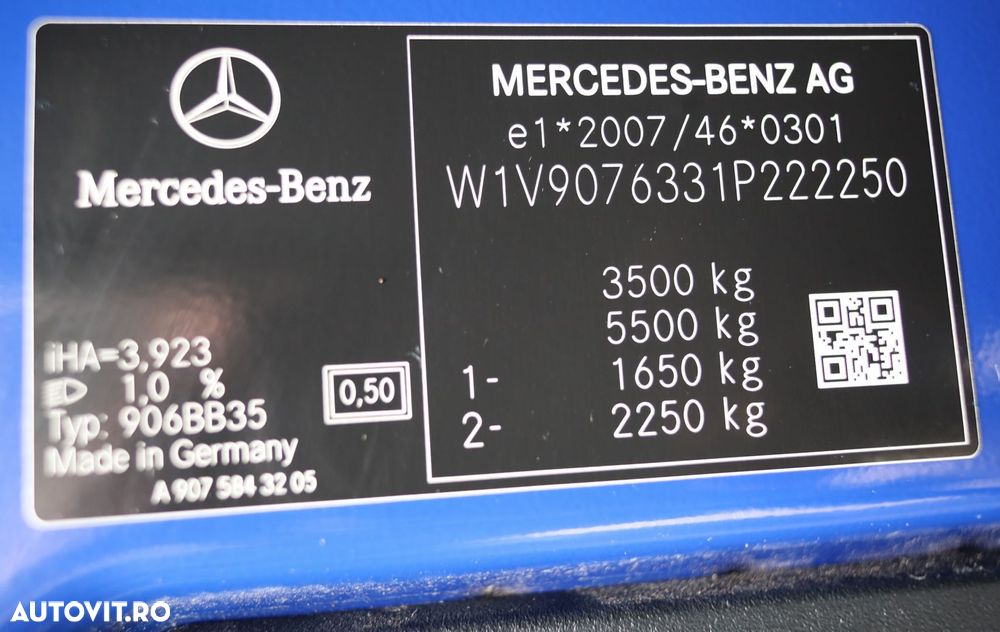 Mercedes-Benz
iHA=3,923
1,0 %
Typ: 906BB35
Made in Germany
A 907 584 32 05
0,50
MERCEDES-BENZ AG
e1*2007/46*0301
W1V9076331P222250
3500 kg
5500 kg
1- 1650 kg
2- 2250 kg
AUTOVIT.RO